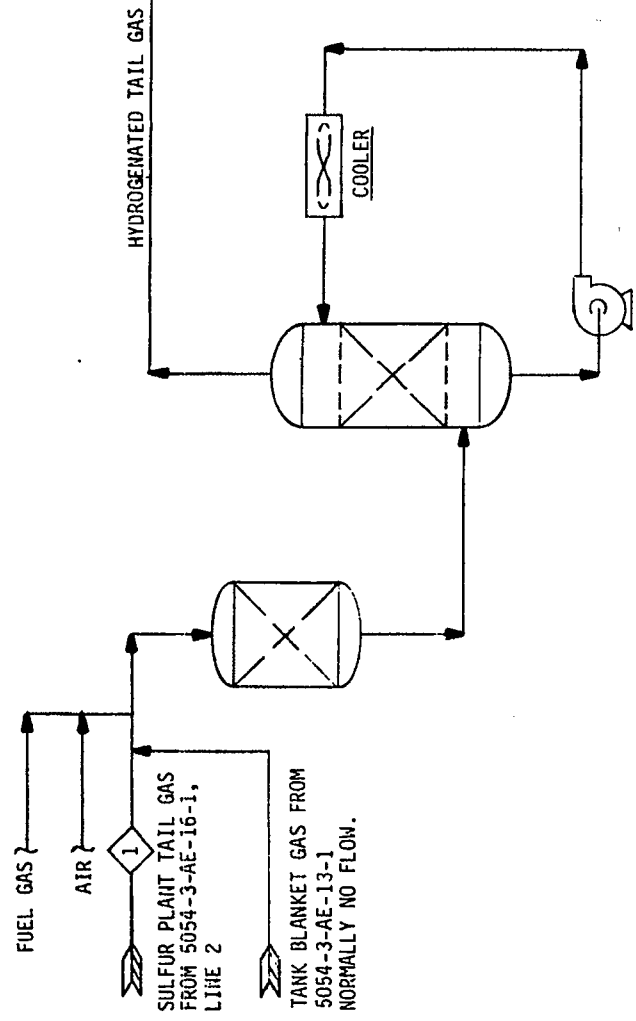 HYDROGENATED TAIL GAS
COOLER
FUEL GAS
AIR
1
SULFUR PLANT TAIL GAS
FROM 5054-3-AE-16-1,
LINE 2
TANK BLANKET GAS FROM
5054-3-AE-13-1
NORMALLY NO FLOW.